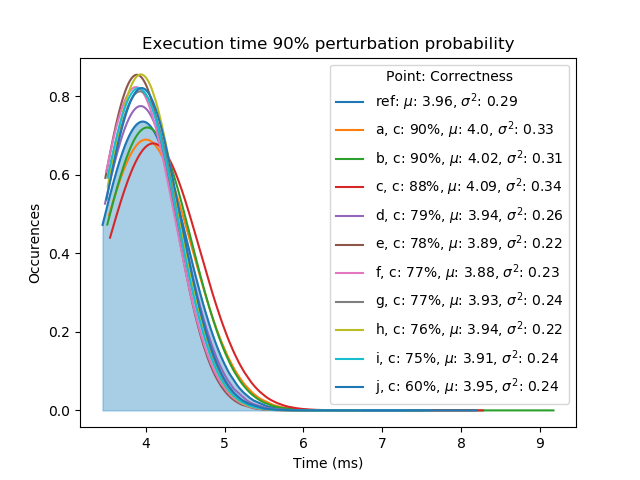 Execution time 90% perturbation probability
Occurences
0.8
0.6
0.4
0.2
0.0
Point: Correctness
ref: μ: 3.96, σ²: 0.29
a, c: 90%, μ: 4.0, σ²: 0.33
b, c: 90%, μ: 4.02, σ²: 0.31
c, c: 88%, μ: 4.09, σ²: 0.34
d, c: 79%, μ: 3.94, σ²: 0.26
e, c: 78%, μ: 3.89, σ²: 0.22
f, c: 77%, μ: 3.88, σ²: 0.23
g, c: 77%, μ: 3.93, σ²: 0.24
h, c: 76%, μ: 3.94, σ²: 0.22
i, c: 75%, μ: 3.91, σ²: 0.24
j, c: 60%, μ: 3.95, σ²: 0.24
4 5 6 7 8 9
Time (ms)